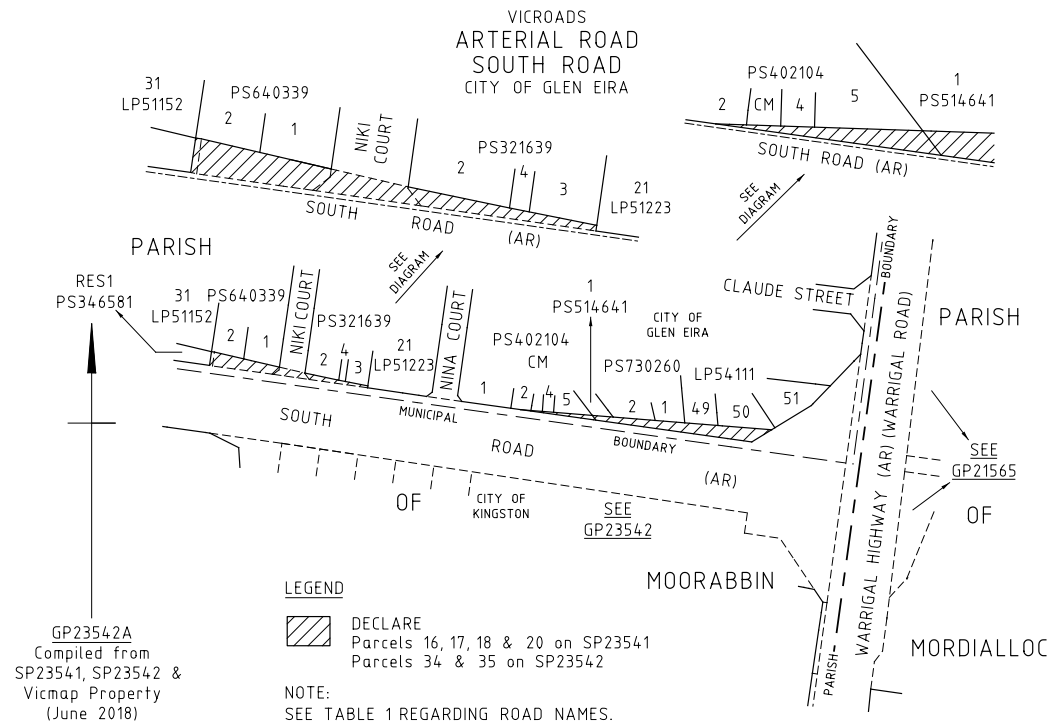 VICROADS
ARTERIAL ROAD
SOUTH ROAD
CITY OF GLEN EIRA
31
LP51152
PS640339
2
1
NIKI
COURT
PS321639
2
4
3
21
LP51223
SOUTH
ROAD
(AR)
SEE
DIAGRAM
PS402104
2
CM
4
5
1
PS514641
SOUTH ROAD (AR)
SEE
DIAGRAM
PARISH
RES1
PS346581
31
LP51152
PS640339
2
1
NIKI COURT
PS321639
2
4
3
21
LP51223
NINA COURT
1
PS514641
PS402104
CM
1
2
4
5
CITY OF
GLEN EIRA
PS730260
2
1
LP54111
49
50
51
CLAUDE STREET
BOUNDARY
PARISH
SOUTH
MUNICIPAL
ROAD
BOUNDARY
(AR)
WARRIGAL HIGHWAY (AR) (WARRIGAL ROAD)
SEE
GP21565
OF
CITY OF
KINGSTON
SEE
GP23542
OF
MOORABBIN
MORDIALLOC
PARISH
LEGEND
DECLARE
Parcels 16, 17, 18 & 20 on SP23541
Parcels 34 & 35 on SP23542
NOTE:
SEE TABLE 1 REGARDING ROAD NAMES.
GP23542A
Compiled from
SP23541, SP23542 &
Vicmap Property
(June 2018)